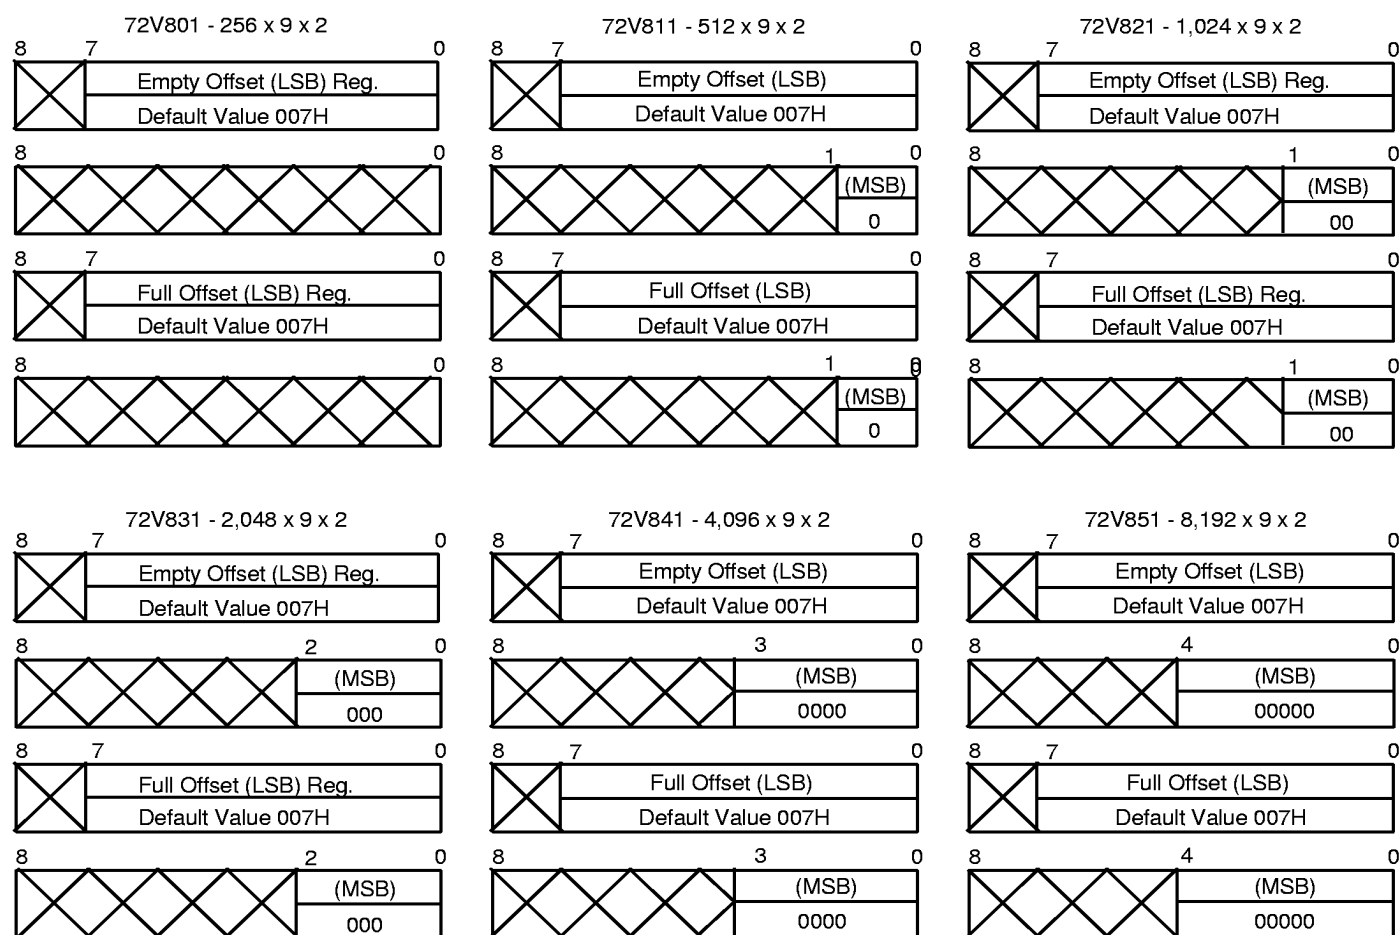 72V801 - 256 x 9 x 2
8 7 0
Empty Offset (LSB) Reg.
Default Value 007H
8 0
8 7 0
Full Offset (LSB) Reg.
Default Value 007H
8 0
72V811 - 512 x 9 x 2
8 7 0
Empty Offset (LSB)
Default Value 007H
8 1 0
(MSB)
0
8 7 0
Full Offset (LSB)
Default Value 007H
8 1 0
(MSB)
0
72V821 - 1,024 x 9 x 2
8 7 0
Empty Offset (LSB) Reg.
Default Value 007H
8 1 0
(MSB)
00
8 7 0
Full Offset (LSB) Reg.
Default Value 007H
8 1 0
(MSB)
00
72V831 - 2,048 x 9 x 2
8 7 0
Empty Offset (LSB) Reg.
Default Value 007H
8 2 0
(MSB)
000
8 7 0
Full Offset (LSB) Reg.
Default Value 007H
8 2 0
(MSB)
000
72V841 - 4,096 x 9 x 2
8 7 0
Empty Offset (LSB)
Default Value 007H
8 3 0
(MSB)
0000
8 7 0
Full Offset (LSB)
Default Value 007H
8 3 0
(MSB)
0000
72V851 - 8,192 x 9 x 2
8 7 0
Empty Offset (LSB)
Default Value 007H
8 4 0
(MSB)
00000
8 7 0
Full Offset (LSB)
Default Value 007H
8 4 0
(MSB)
00000